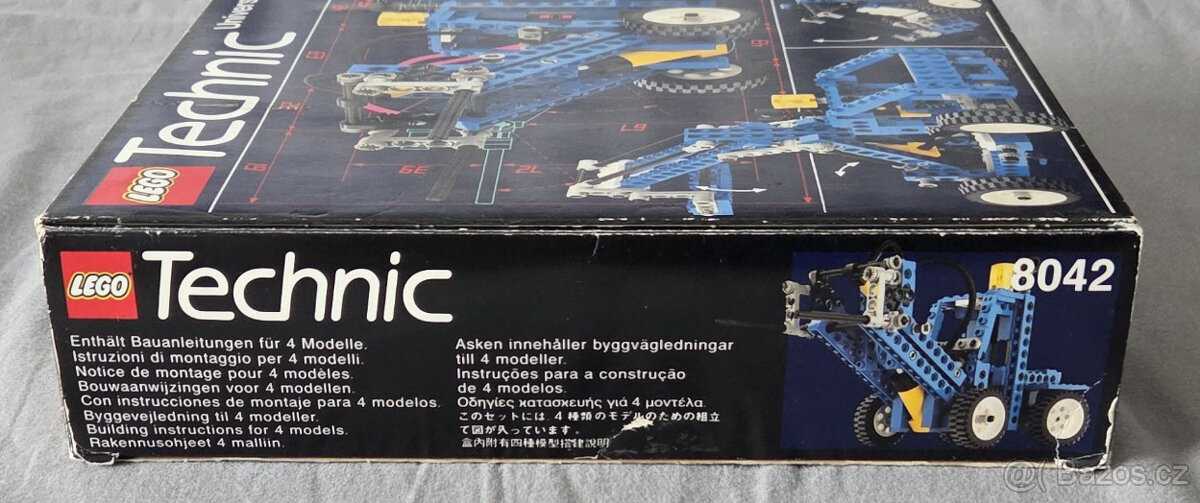 LEGO
Technic
Univers
LEGO
Technic
8042
Enthält Bauanleitungen für 4 Modelle.
Istruzioni di montaggio per 4 modelli.
Notice de montage pour 4 modèles.
Bouwaanwijzingen voor 4 modellen.
Con instrucciones de montaje para 4 modelos.
Byggevejledning til 4 modeller.
Building instructions for 4 models.
Rakennusohjeet 4 malliin.
Asken innehåller byggvägledningar
till 4 modeller.
Instruções para a construção
de 4 modelos.
Οδηγίες κατασκευής γιά 4 μοντέλα.
このセットには、4種類のモデルのための組立
て図が入っています。
盒內附有四種模型搭建說明
@ Bazos.cz